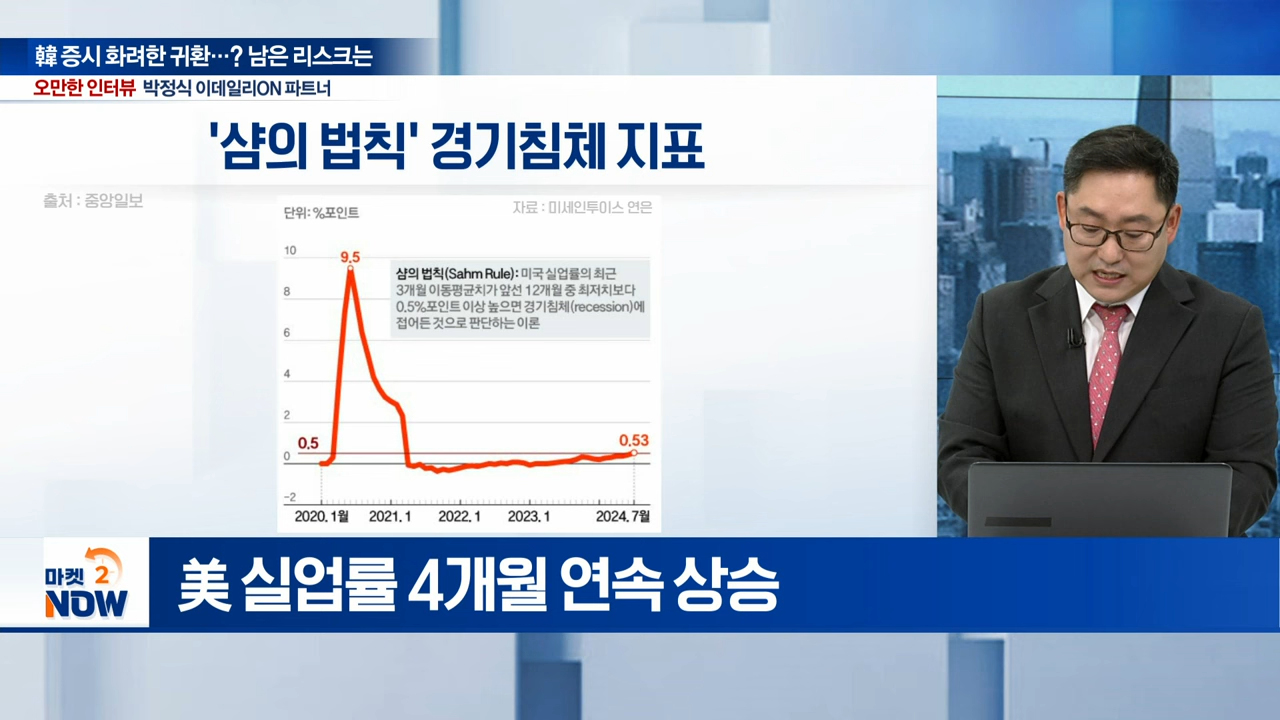 韓 증시 화려한 귀환…? 남은 리스크는
오만한 인터뷰 박정식 이데일리ON 파트너
'샴의 법칙' 경기침체 지표
출처 : 중앙일보
단위: %포인트
자료 : 미세인투이스 연은
10
9.5
샴의 법칙(Sahm Rule): 미국 실업률의 최근
3개월 이동평균치가 앞선 12개월 중 최저치보다
0.5%포인트 이상 높으면 경기침체(recession)에
접어든 것으로 판단하는 이론
8
6
4
2
0.5
0.53
0
-2
2020. 1월 2021. 1 2022. 1 2023. 1 2024. 7월
마켓 2
NOW
美 실업률 4개월 연속 상승